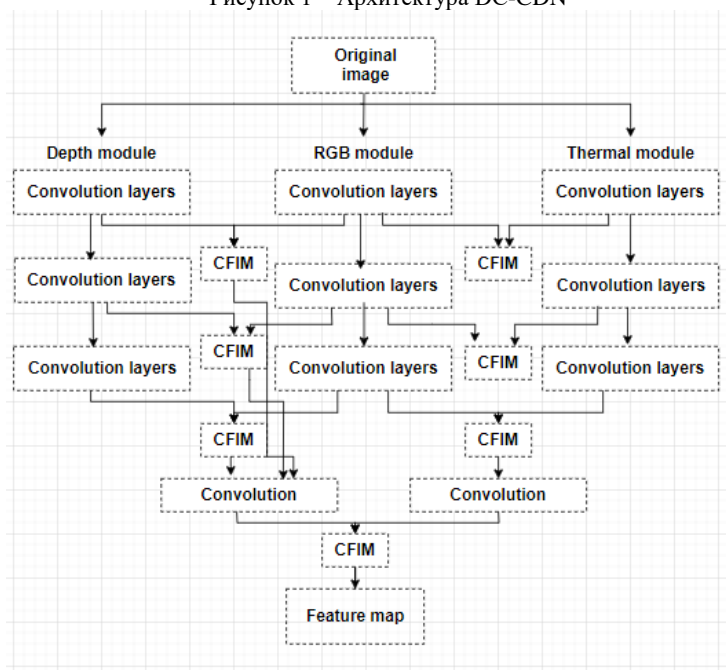 Рисунок 1 – Архитектура DC-CDN
Original
image
Depth module
RGB module
Thermal module
Convolution layers
Convolution layers
Convolution layers
CFIM
CFIM
Convolution layers
Convolution layers
Convolution layers
CFIM
CFIM
Convolution layers
Convolution layers
Convolution layers
CFIM
CFIM
Convolution
Convolution
CFIM
Feature map